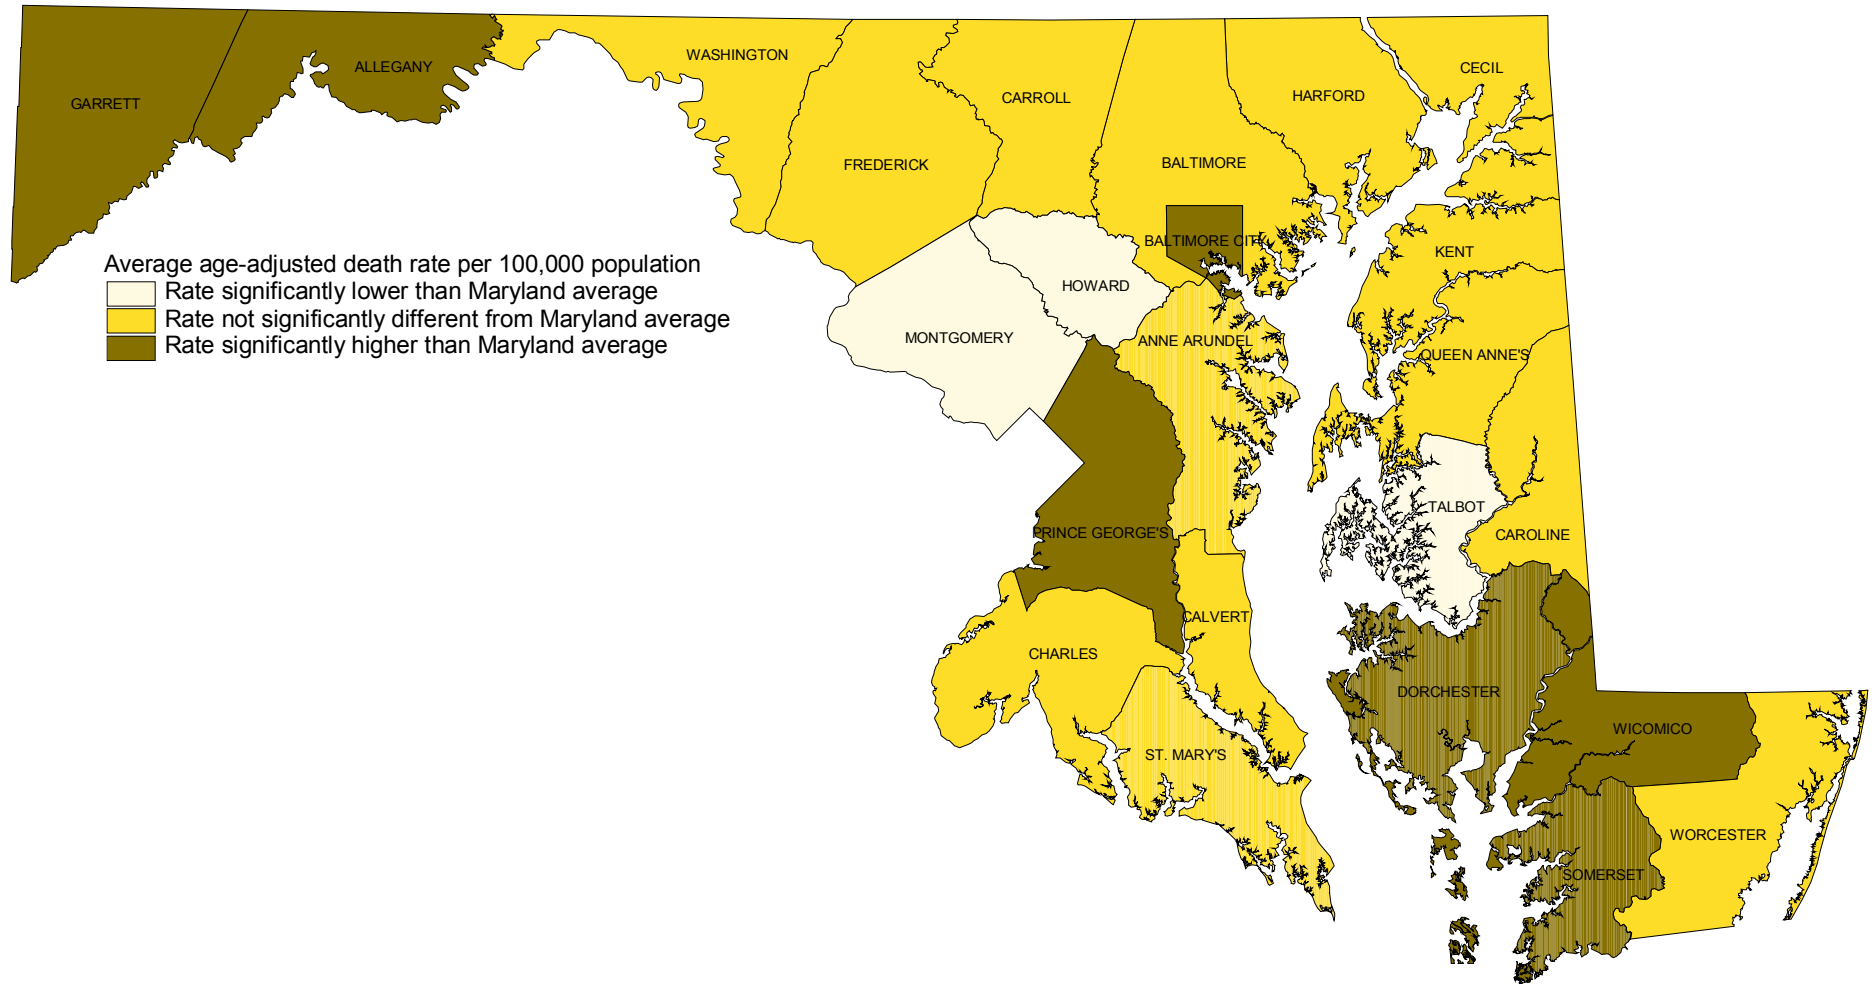 WASHINGTON
ALLEGANY
CECIL
GARRETT
CARROLL
HARFORD
FREDERICK
BALTIMORE
BALTIMORE CITY
KENT
Average age-adjusted death rate per 100,000 population
Rate significantly lower than Maryland average
Rate not significantly different from Maryland average
Rate significantly higher than Maryland average
HOWARD
MONTGOMERY
ANNE ARUNDEL
QUEEN ANNE'S
TALBOT
PRINCE GEORGE'S
CAROLINE
CALVERT
CHARLES
DORCHESTER
WICOMICO
ST. MARY'S
WORCESTER
SOMERSET